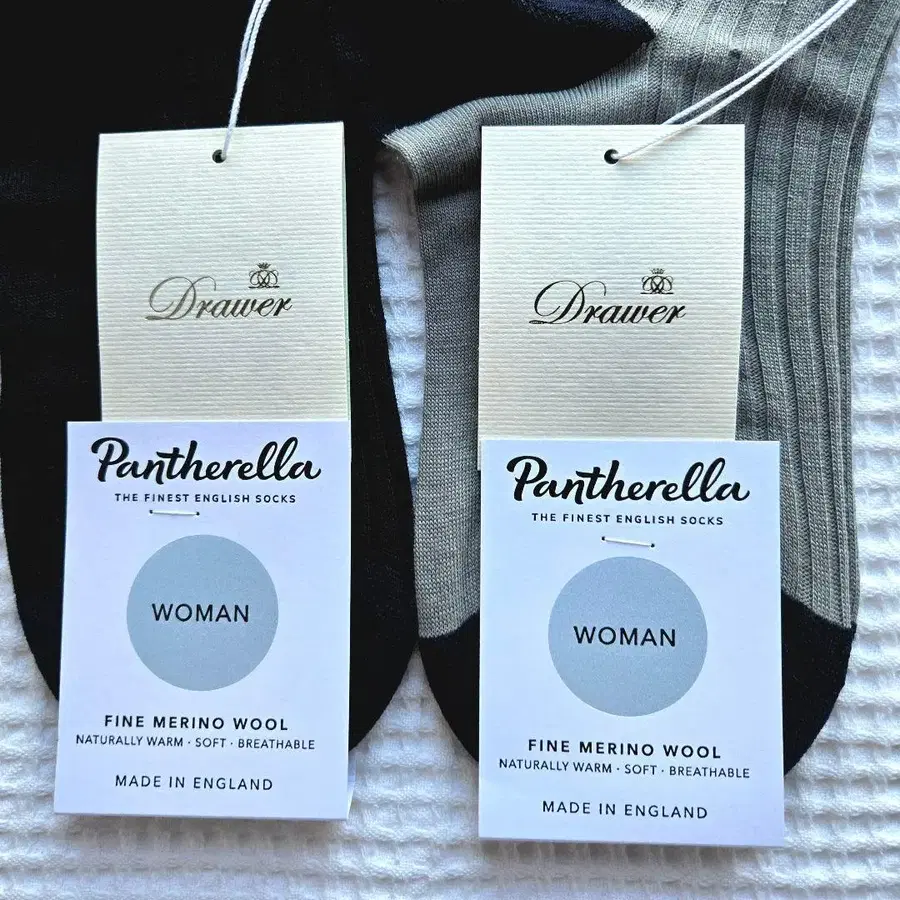 Drawer
Pantherella
THE FINEST ENGLISH SOCKS
WOMAN
FINE MERINO WOOL
NATURALLY WARM · SOFT · BREATHABLE
MADE IN ENGLAND
Drawer
Pantherella
THE FINEST ENGLISH SOCKS
WOMAN
FINE MERINO WOOL
NATURALLY WARM · SOFT · BREATHABLE
MADE IN ENGLAND